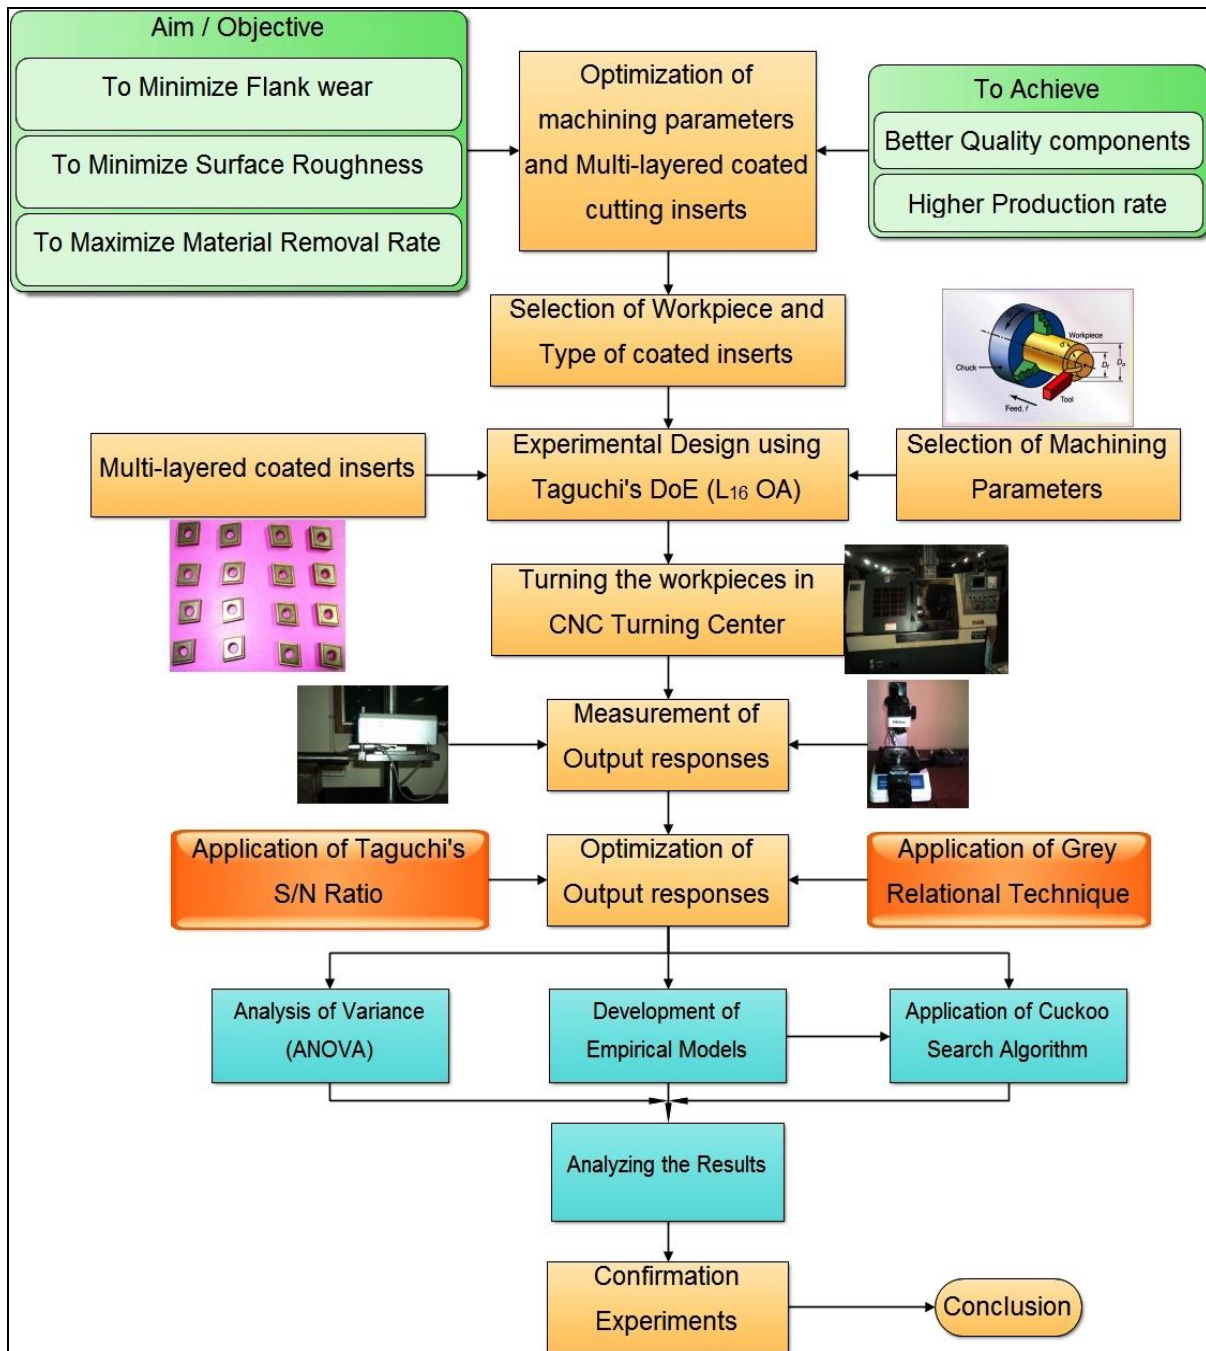 Aim / Objective
To Minimize Flank wear
To Minimize Surface Roughness
To Maximize Material Removal Rate
Optimization of
machining parameters
and Multi-layered coated
cutting inserts
To Achieve
Better Quality components
Higher Production rate
Selection of Workpiece and
Type of coated inserts
Workpiece
Chuck
d
Df
Do
Tool
Feed, f
Multi-layered coated inserts
Experimental Design using
Taguchi's DoE (L16 OA)
Selection of Machining
Parameters
Turning the workpieces in
CNC Turning Center
Measurement of
Output responses
Application of Taguchi's
S/N Ratio
Optimization of
Output responses
Application of Grey
Relational Technique
Analysis of Variance
(ANOVA)
Development of
Empirical Models
Application of Cuckoo
Search Algorithm
Analyzing the Results
Confirmation
Experiments
Conclusion